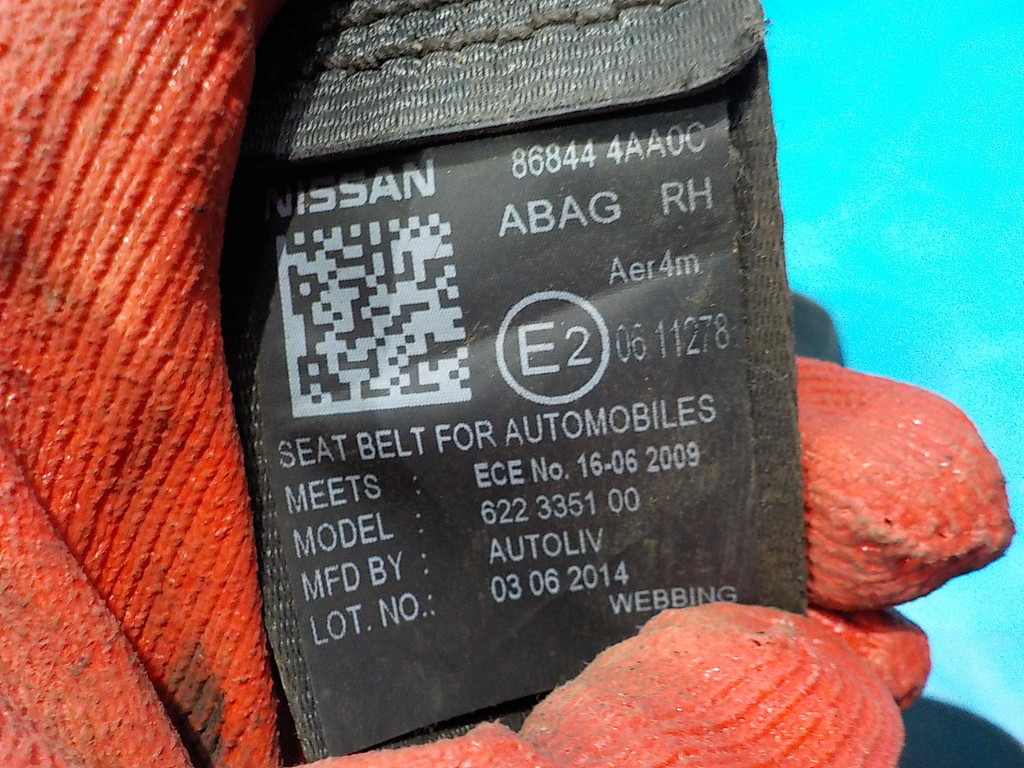 NISSAN
86844 4AA0C
ABAG RH
Aer4m
E2 06 11278
SEAT BELT FOR AUTOMOBILES
MEETS : ECE No. 16-06 2009
MODEL : 622 3351 00
MFD BY : AUTOLIV
LOT. NO.: 03 06 2014
WEBBING